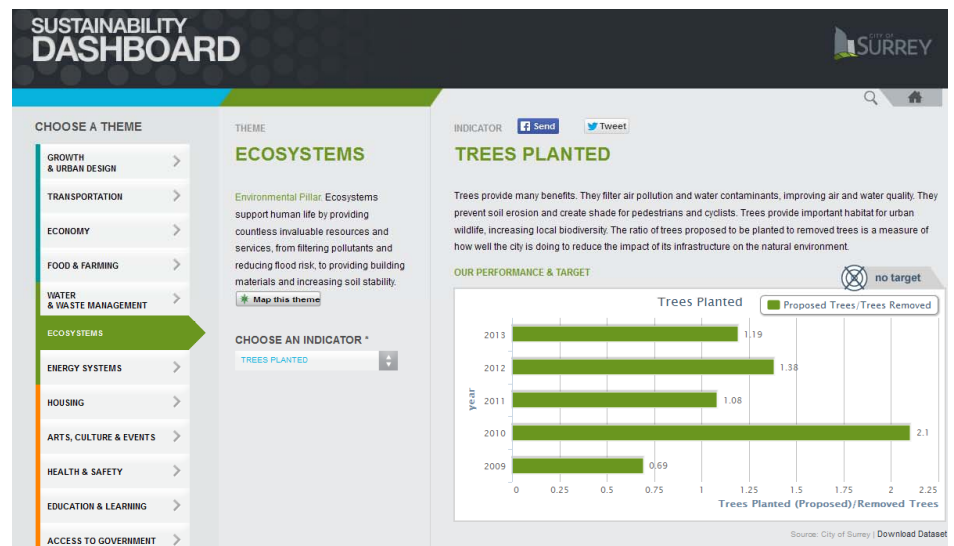 SUSTAINABILITY
DASHBOARD
CITY OF
SURREY
CHOOSE A THEME
GROWTH
& URBAN DESIGN
TRANSPORTATION
ECONOMY
FOOD & FARMING
WATER
& WASTE MANAGEMENT
ECOSYSTEMS
ENERGY SYSTEMS
HOUSING
ARTS, CULTURE & EVENTS
HEALTH & SAFETY
EDUCATION & LEARNING
ACCESS TO GOVERNMENT
THEME
ECOSYSTEMS
Environmental Pillar. Ecosystems
support human life by providing
countless invaluable resources and
services, from filtering pollutants and
reducing flood risk, to providing building
materials and increasing soil stability.
Map this theme
CHOOSE AN INDICATOR *
TREES PLANTED
INDICATOR
Send
Tweet
TREES PLANTED
Trees provide many benefits. They filter air pollution and water contaminants, improving air and water quality. They
prevent soil erosion and create shade for pedestrians and cyclists. Trees provide important habitat for urban
wildlife, increasing local biodiversity. The ratio of trees proposed to be planted to removed trees is a measure of
how well the city is doing to reduce the impact of its infrastructure on the natural environment.
OUR PERFORMANCE & TARGET
no target
Trees Planted
Proposed Trees/Trees Removed
year
2013
1.19
2012
1.38
2011
1.08
2010
2.1
2009
0.69
0 0.25 0.5 0.75 1 1.25 1.5 1.75 2 2.25
Trees Planted (Proposed)/Removed Trees
Source: City of Surrey | Download Dataset